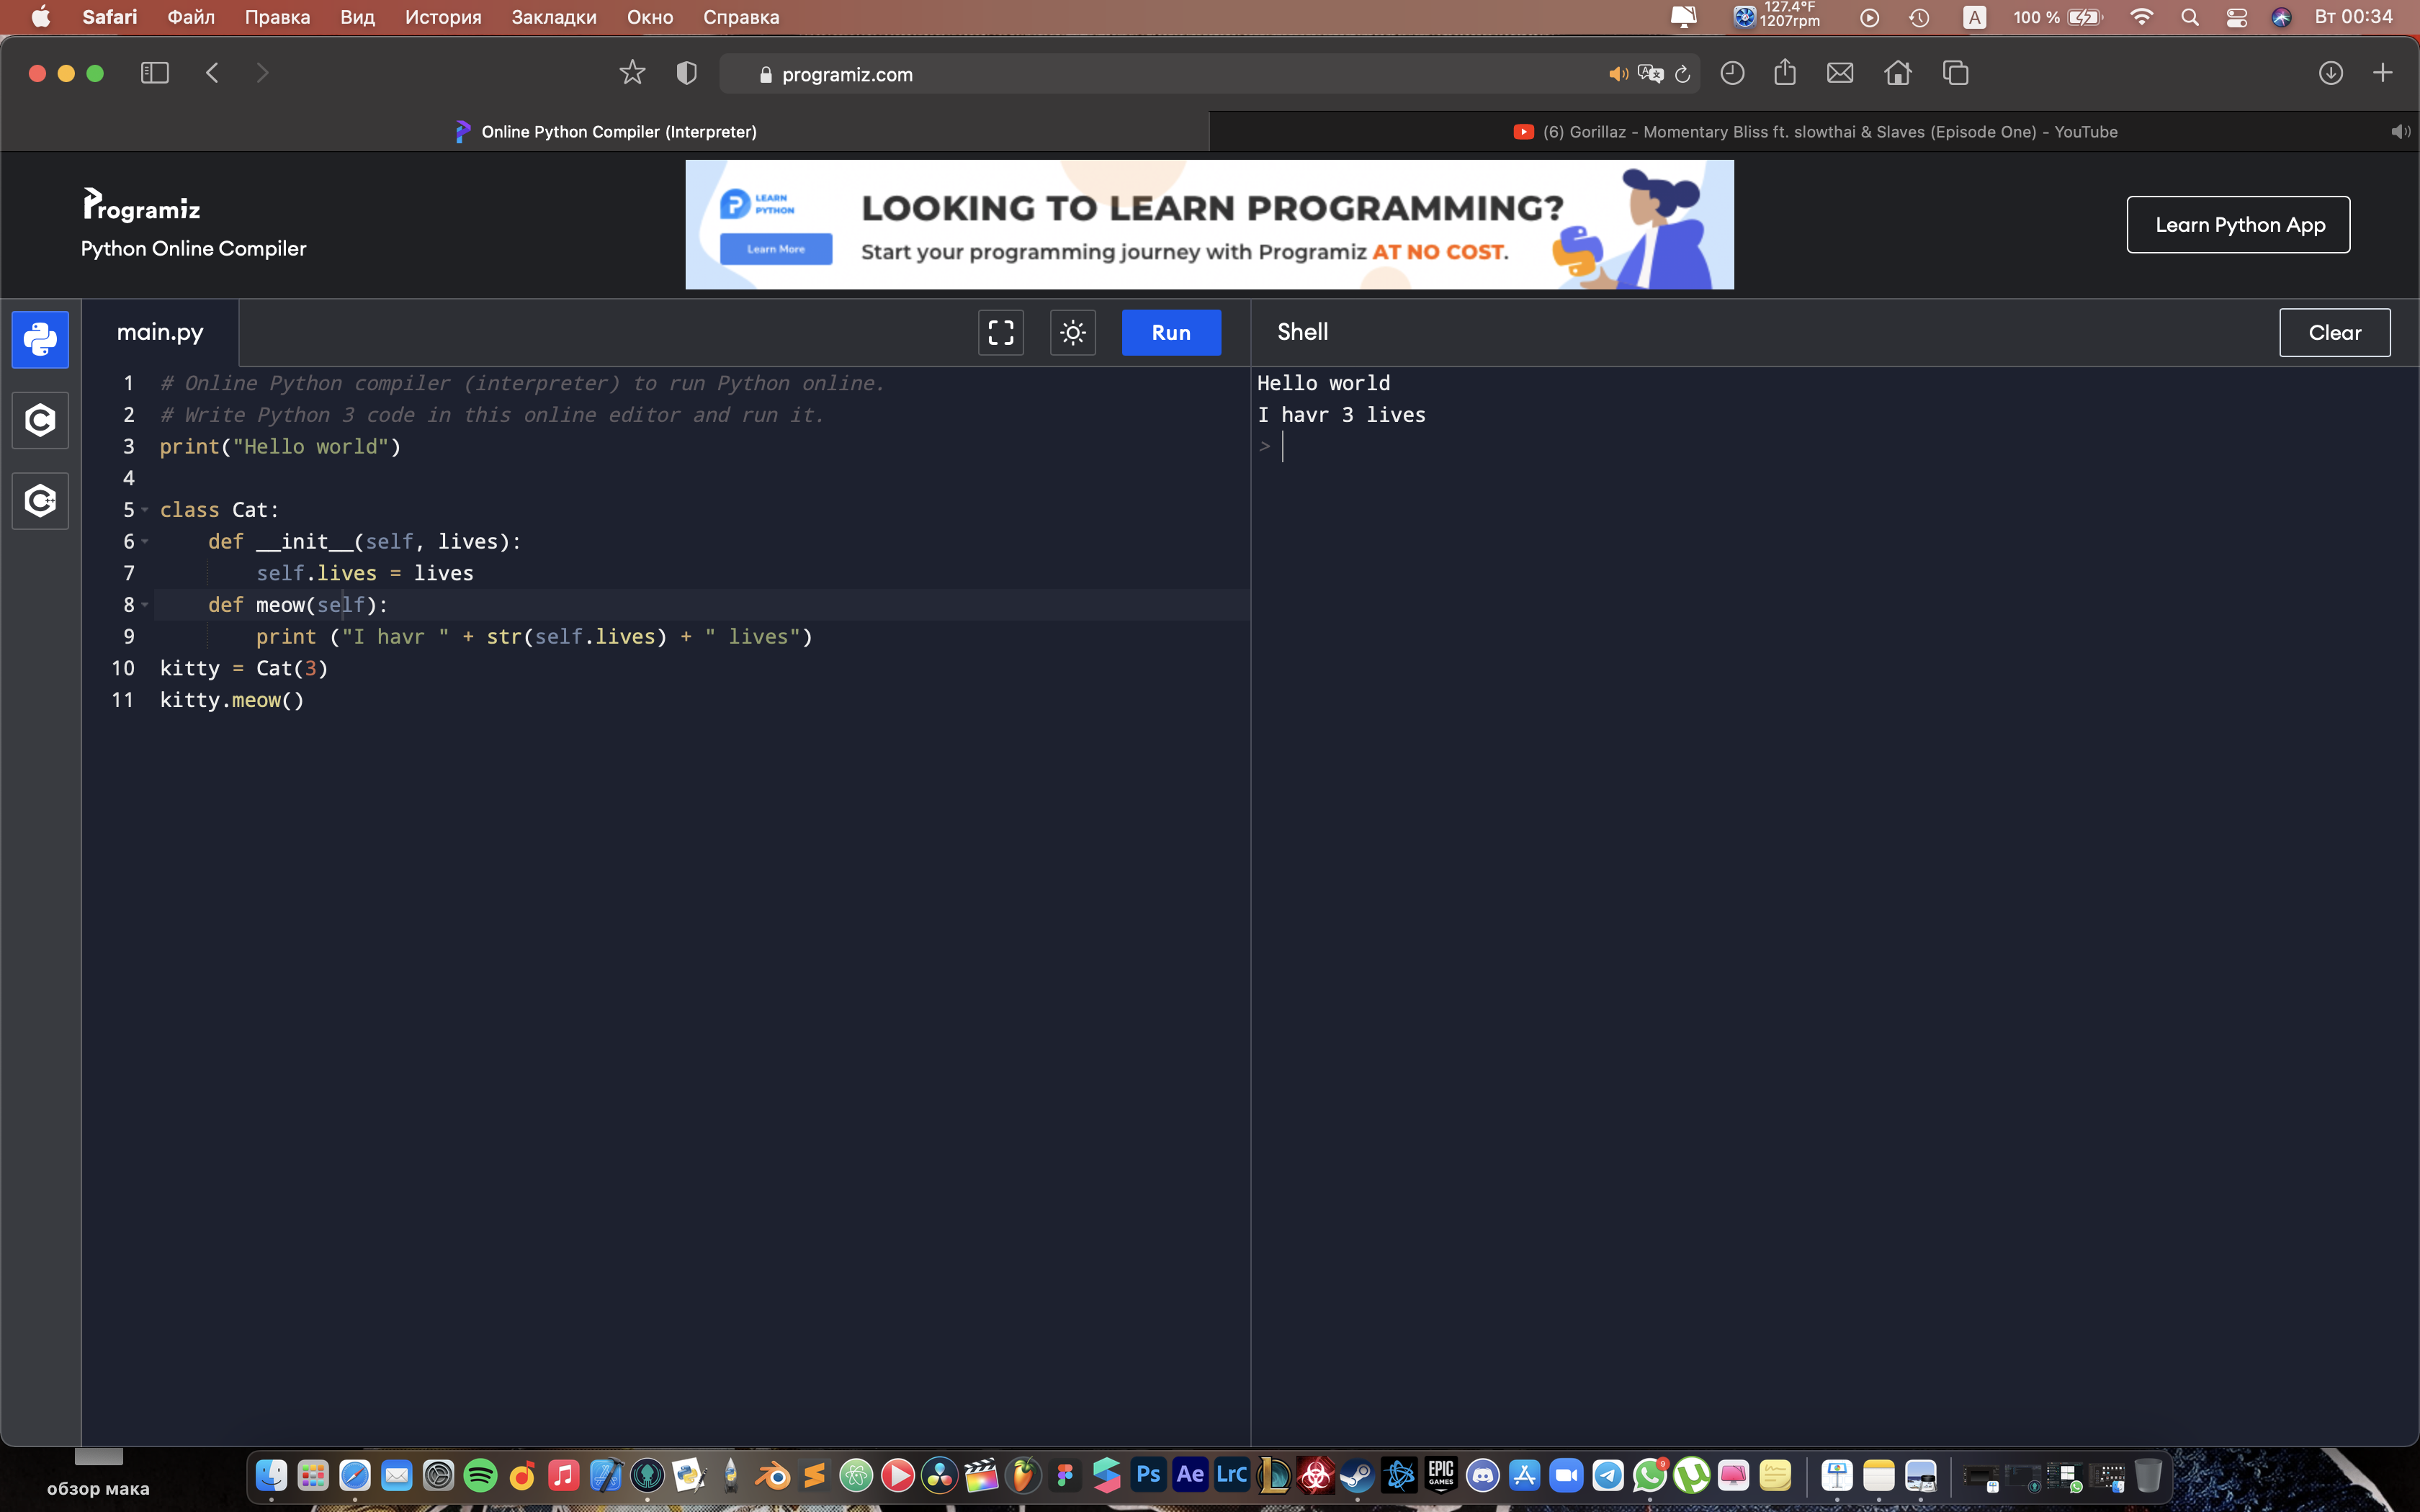 Safari Файл Правка Вид История Закладки Окно Справка 127.4°F 1207rpm A 100 % Вт 00:34
programiz.com
Online Python Compiler (Interpreter) (6) Gorillaz - Momentary Bliss ft. slowthai & Slaves (Episode One) - YouTube
Programiz
Python Online Compiler
LEARN PYTHON
Learn More
LOOKING TO LEARN PROGRAMMING?
Start your programming journey with Programiz AT NO COST.
Learn Python App
main.py Run Shell Clear
1 # Online Python compiler (interpreter) to run Python online.
2 # Write Python 3 code in this online editor and run it.
3 print("Hello world")
4
5 class Cat:
6 def __init__(self, lives):
7 self.lives = lives
8 def meow(self):
9 print ("I havr " + str(self.lives) + " lives")
10 kitty = Cat(3)
11 kitty.meow()
Hello world
I havr 3 lives
>
обзор мака
Ps Ae LrC EPIC GAMES 9